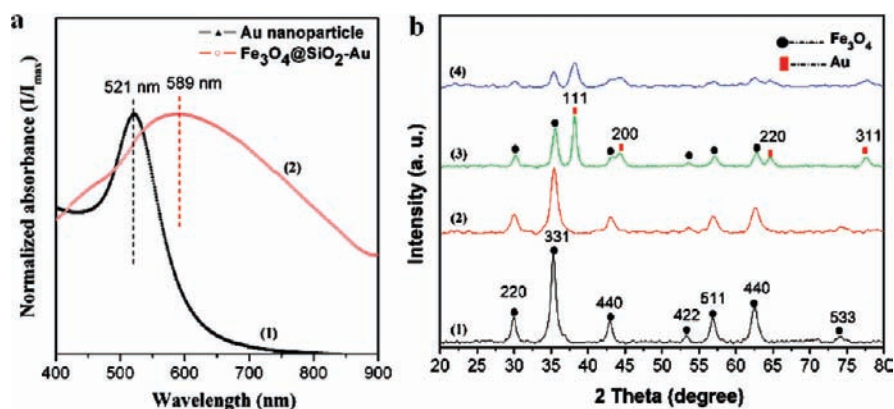 a
Normalized absorbance (I/I_max)
Au nanoparticle
Fe₃O₄@SiO₂-Au
521 nm
589 nm
(2)
(1)
400 500 600 700 800 900
Wavelength (nm)
b
Intensity (a. u.)
Fe₃O₄
Au
(4)
111
200
220
311
(3)
(2)
331
220
440
422
511
440
533
(1)
20 25 30 35 40 45 50 55 60 65 70 75 80
2 Theta (degree)